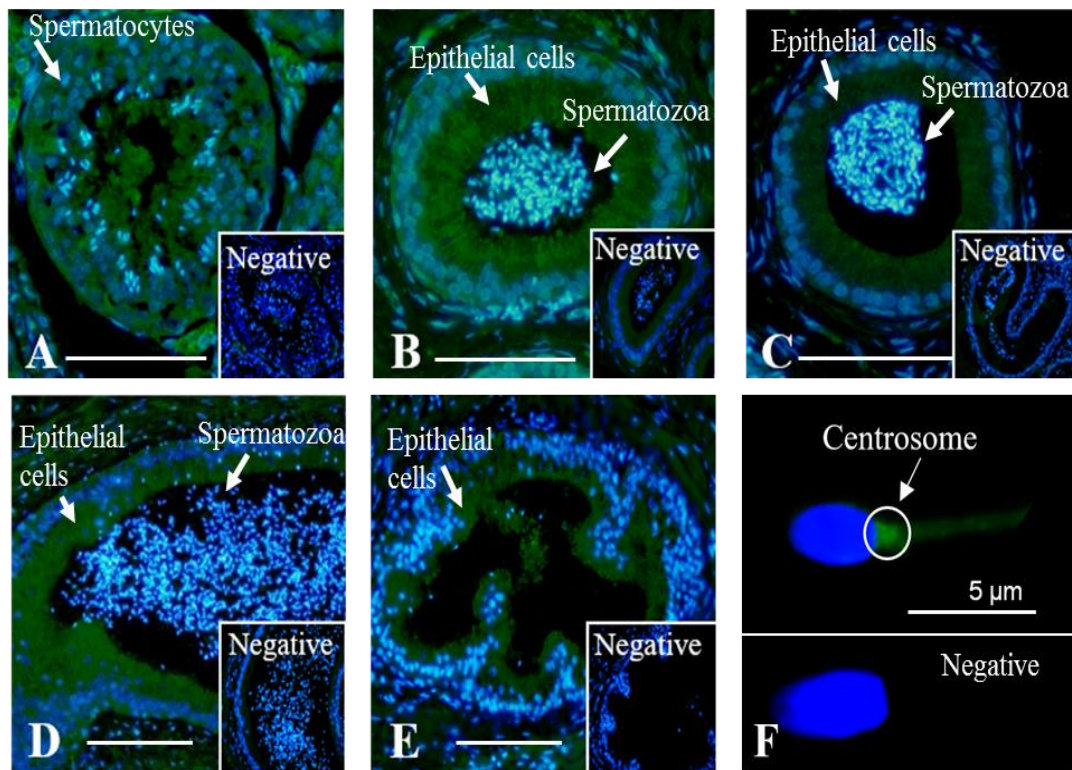 Spermatocytes
Negative
A
Epithelial cells
Spermatozoa
Negative
B
Epithelial cells
Spermatozoa
Negative
C
Epithelial
cells
Spermatozoa
Negative
D
Epithelial
cells
Negative
E
Centrosome
5 μm
Negative
F